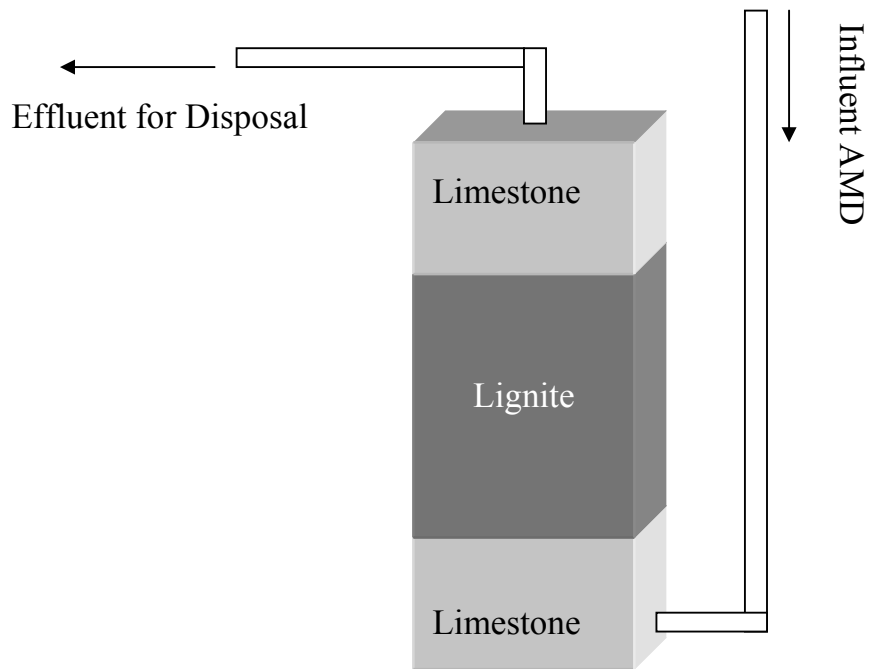 Effluent for Disposal
Influent AMD
Limestone
Lignite
Limestone